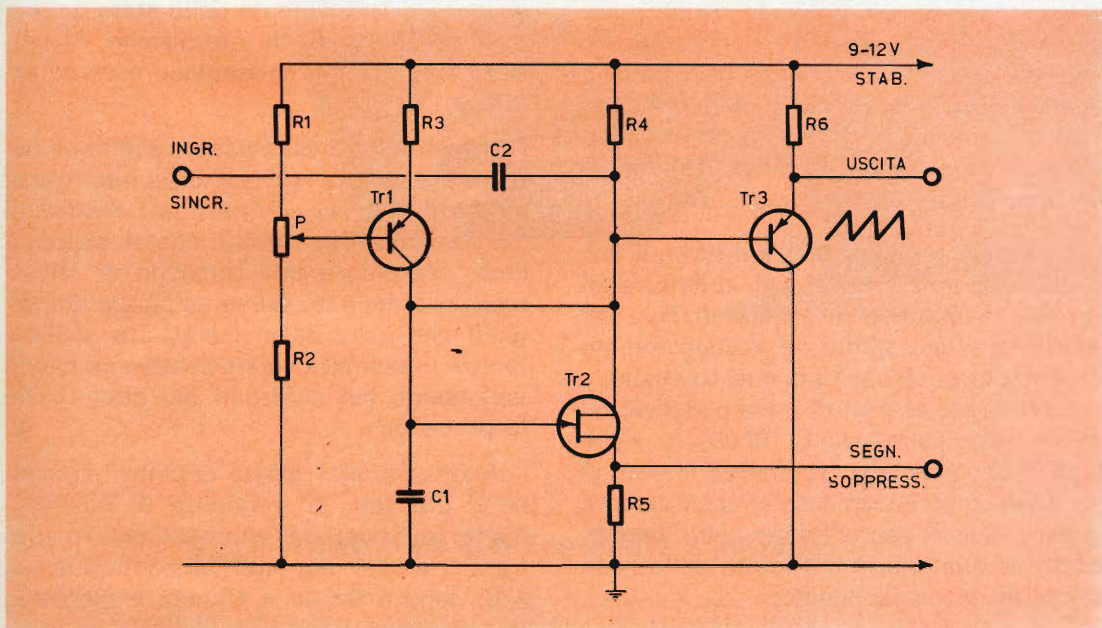 9-12V
STAB.
R1
R3
R4
R6
INGR.
SINCR.
C2
USCITA
Tr1
Tr3
P
R2
Tr2
SEGN.
SOPPRESS.
C1
R5